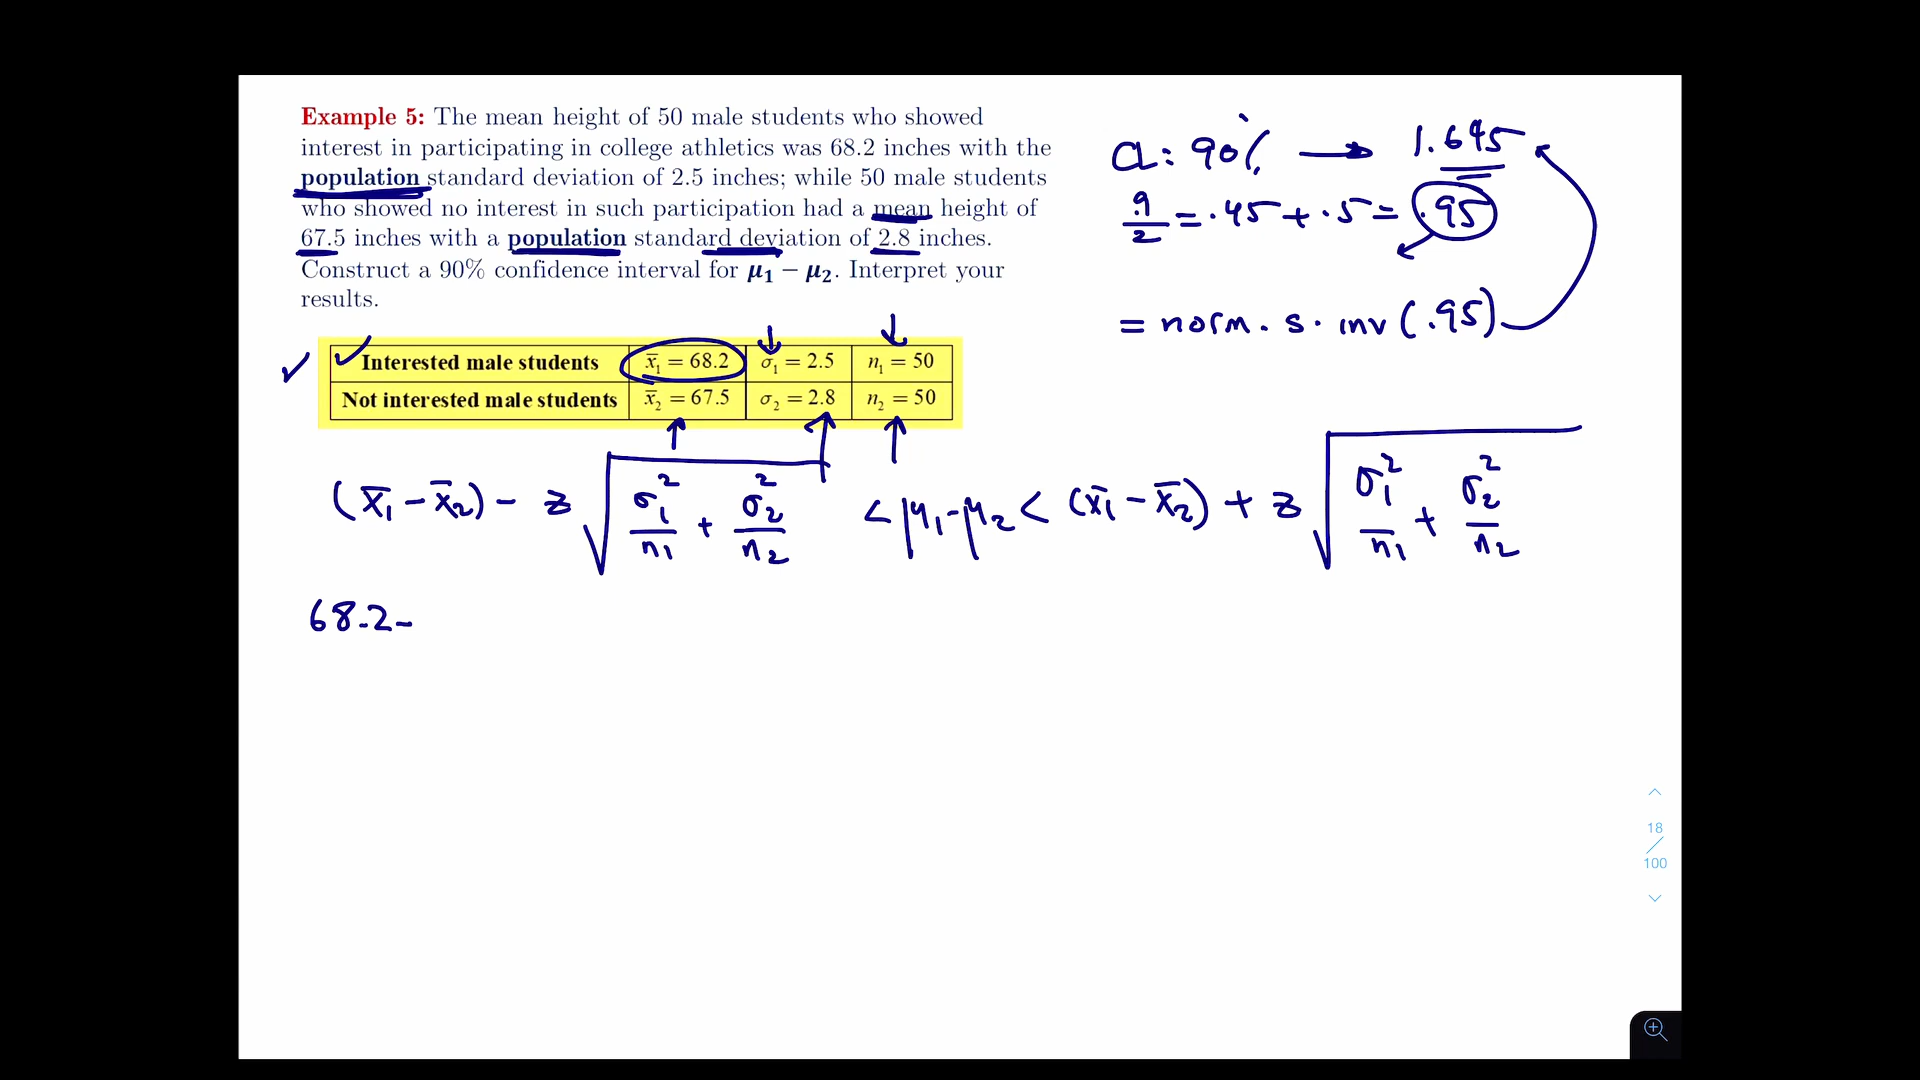 Example 5: The mean height of 50 male students who showed
interest in participating in college athletics was 68.2 inches with the
population standard deviation of 2.5 inches; while 50 male students
who showed no interest in such participation had a mean height of
67.5 inches with a population standard deviation of 2.8 inches.
Construct a 90% confidence interval for μ₁ − μ₂. Interpret your
results.
CL: 90% → 1.645
.9/2 = .45 + .5 = .95
= norm.s.inv(.95)
Interested male students x̄₁ = 68.2 σ₁ = 2.5 n₁ = 50
Not interested male students x̄₂ = 67.5 σ₂ = 2.8 n₂ = 50
(x̄₁ − x̄₂) − z √(σ₁²/n₁ + σ₂²/n₂) < μ₁ − μ₂ < (x̄₁ − x̄₂) + z √(σ₁²/n₁ + σ₂²/n₂)
68.2 −
18
/
100